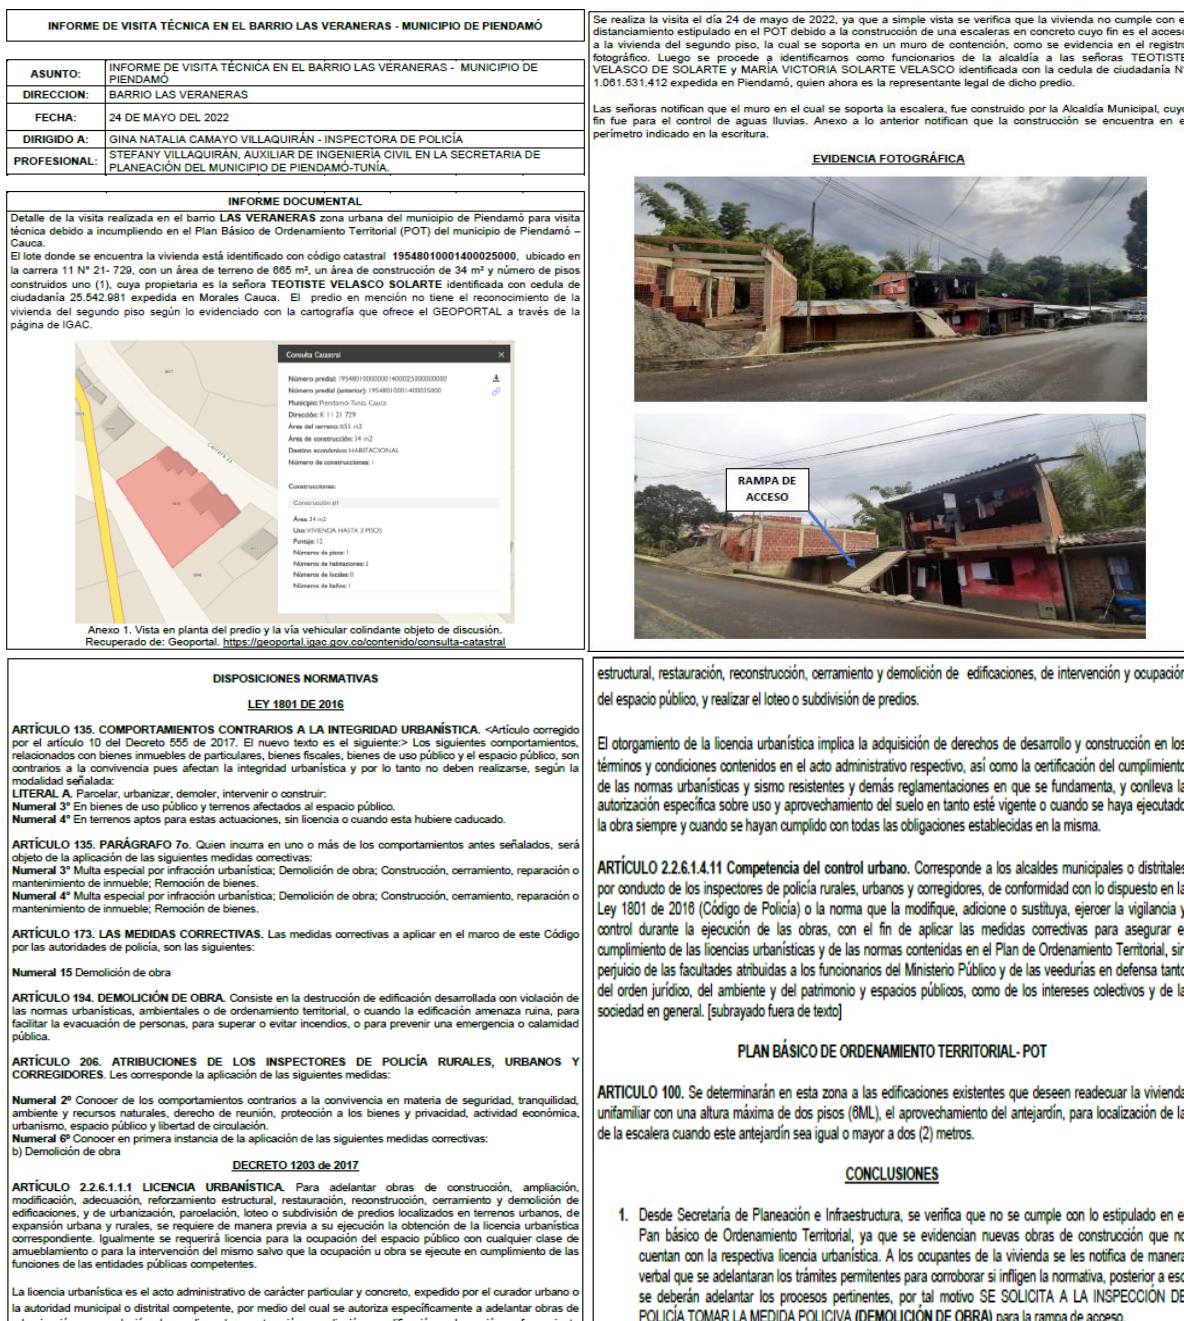 INFORME DE VISITA TÉCNICA EN EL BARRIO LAS VERANERAS - MUNICIPIO DE PIENDAMÓ
ASUNTO: INFORME DE VISITA TÉCNICA EN EL BARRIO LAS VERANERAS - MUNICIPIO DE
PIENDAMÓ
DIRECCION: BARRIO LAS VERANERAS
FECHA: 24 DE MAYO DEL 2022
DIRIGIDO A: GINA NATALIA CAMAYO VILLAQUIRÁN - INSPECTORA DE POLICÍA
PROFESIONAL: STEFANY VILLAQUIRÁN, AUXILIAR DE INGENIERÍA CIVIL EN LA SECRETARIA DE
PLANEACIÓN DEL MUNICIPIO DE PIENDAMÓ-TUNÍA.
INFORME DOCUMENTAL
Detalle de la visita realizada en el barrio LAS VERANERAS zona urbana del municipio de Piendamó para visita
técnica debido a incumpliendo en el Plan Básico de Ordenamiento Territorial (POT) del municipio de Piendamó –
Cauca.
El lote donde se encuentra la vivienda está identificado con código catastral 19548010001400025000, ubicado en
la carrera 11 N° 21- 729, con un área de terreno de 665 m², un área de construcción de 34 m² y número de pisos
construidos uno (1), cuya propietaria es la señora TEOTISTE VELASCO SOLARTE identificada con cedula de
ciudadanía 25.542.981 expedida en Morales Cauca. El predio en mención no tiene el reconocimiento de la
vivienda del segundo piso según lo evidenciado con la cartografía que ofrece el GEOPORTAL a través de la
página de IGAC.
Consulta Catastral
Número predial:
Número predial (anterior): 19548010001400025000
Municipio: Piendamó-Tunía, Cauca
Dirección: K 11 21 729
Área del terreno: 655 m2
Área de construcción: 34 m2
Destino económico: HABITACIONAL
Número de construcciones: 1
Construcciones:
Construcción #1
Área: 34 m2
Uso: VIVIENDA HASTA 3 PISOS
Puntaje: 12
Números de pisos: 1
Números de habitaciones: 2
Números de locales: 0
Números de baños: 1
Anexo 1. Vista en planta del predio y la vía vehicular colindante objeto de discusión.
Recuperado de: Geoportal. https://geoportal.igac.gov.co/contenido/consulta-catastral
Se realiza la visita el día 24 de mayo de 2022, ya que a simple vista se verifica que la vivienda no cumple con e
distanciamiento estipulado en el POT debido a la construcción de una escaleras en concreto cuyo fin es el acceso
a la vivienda del segundo piso, la cual se soporta en un muro de contención, como se evidencia en el registro
fotográfico. Luego se procede a identificarnos como funcionarios de la alcaldía a las señoras TEOTISTE
VELASCO DE SOLARTE y MARÍA VICTORIA SOLARTE VELASCO identificada con la cedula de ciudadanía N°
1.061.531.412 expedida en Piendamó, quien ahora es la representante legal de dicho predio.
Las señoras notifican que el muro en el cual se soporta la escalera, fue construido por la Alcaldía Municipal, cuyo
fin fue para el control de aguas lluvias. Anexo a lo anterior notifican que la construcción se encuentra en e
perímetro indicado en la escritura.
EVIDENCIA FOTOGRÁFICA
RAMPA DE
ACCESO
DISPOSICIONES NORMATIVAS
LEY 1801 DE 2016
ARTÍCULO 135. COMPORTAMIENTOS CONTRARIOS A LA INTEGRIDAD URBANÍSTICA. <Artículo corregido
por el artículo 10 del Decreto 555 de 2017. El nuevo texto es el siguiente:> Los siguientes comportamientos,
relacionados con bienes inmuebles de particulares, bienes fiscales, bienes de uso público y el espacio público, son
contrarios a la convivencia pues afectan la integridad urbanística y por lo tanto no deben realizarse, según la
modalidad señalada:
LITERAL A. Parcelar, urbanizar, demoler, intervenir o construir:
Numeral 3° En bienes de uso público y terrenos afectados al espacio público.
Numeral 4° En terrenos aptos para estas actuaciones, sin licencia o cuando esta hubiere caducado.
ARTÍCULO 135. PARÁGRAFO 7o. Quien incurra en uno o más de los comportamientos antes señalados, será
objeto de la aplicación de las siguientes medidas correctivas:
Numeral 3° Multa especial por infracción urbanística; Demolición de obra; Construcción, cerramiento, reparación o
mantenimiento de inmueble; Remoción de bienes.
Numeral 4° Multa especial por infracción urbanística; Demolición de obra; Construcción, cerramiento, reparación o
mantenimiento de inmueble; Remoción de bienes.
ARTÍCULO 173. LAS MEDIDAS CORRECTIVAS. Las medidas correctivas a aplicar en el marco de este Código
por las autoridades de policía, son las siguientes:
Numeral 15 Demolición de obra
ARTÍCULO 194. DEMOLICIÓN DE OBRA. Consiste en la destrucción de edificación desarrollada con violación de
las normas urbanísticas, ambientales o de ordenamiento territorial, o cuando la edificación amenaza ruina, para
facilitar la evacuación de personas, para superar o evitar incendios, o para prevenir una emergencia o calamidad
pública.
ARTÍCULO 206. ATRIBUCIONES DE LOS INSPECTORES DE POLICÍA RURALES, URBANOS Y
CORREGIDORES. Les corresponde la aplicación de las siguientes medidas:
Numeral 2° Conocer de los comportamientos contrarios a la convivencia en materia de seguridad, tranquilidad,
ambiente y recursos naturales, derecho de reunión, protección a los bienes y privacidad, actividad económica,
urbanismo, espacio público y libertad de circulación.
Numeral 6° Conocer en primera instancia de la aplicación de las siguientes medidas correctivas:
b) Demolición de obra
DECRETO 1203 de 2017
ARTÍCULO 2.2.6.1.1.1 LICENCIA URBANÍSTICA. Para adelantar obras de construcción, ampliación,
modificación, adecuación, reforzamiento estructural, restauración, reconstrucción, cerramiento y demolición de
edificaciones, y de urbanización, parcelación, loteo o subdivisión de predios localizados en terrenos urbanos, de
expansión urbana y rurales, se requiere de manera previa a su ejecución la obtención de la licencia urbanística
correspondiente. Igualmente se requerirá licencia para la ocupación del espacio público con cualquier clase de
amueblamiento o para la intervención del mismo salvo que la ocupación u obra se ejecute en cumplimiento de las
funciones de las entidades públicas competentes.
La licencia urbanística es el acto administrativo de carácter particular y concreto, expedido por el curador urbano o
la autoridad municipal o distrital competente, por medio del cual se autoriza específicamente a adelantar obras de
estructural, restauración, reconstrucción, cerramiento y demolición de edificaciones, de intervención y ocupación
del espacio público, y realizar el loteo o subdivisión de predios.
El otorgamiento de la licencia urbanística implica la adquisición de derechos de desarrollo y construcción en los
términos y condiciones contenidos en el acto administrativo respectivo, así como la certificación del cumplimiento
de las normas urbanísticas y sismo resistentes y demás reglamentaciones en que se fundamenta, y conlleva la
autorización específica sobre uso y aprovechamiento del suelo en tanto esté vigente o cuando se haya ejecutado
la obra siempre y cuando se hayan cumplido con todas las obligaciones establecidas en la misma.
ARTÍCULO 2.2.6.1.4.11 Competencia del control urbano. Corresponde a los alcaldes municipales o distritales
por conducto de los inspectores de policía rurales, urbanos y corregidores, de conformidad con lo dispuesto en la
Ley 1801 de 2016 (Código de Policía) o la norma que la modifique, adicione o sustituya, ejercer la vigilancia y
control durante la ejecución de las obras, con el fin de aplicar las medidas correctivas para asegurar e
cumplimiento de las licencias urbanísticas y de las normas contenidas en el Plan de Ordenamiento Territorial, sin
perjuicio de las facultades atribuidas a los funcionarios del Ministerio Público y de las veedurías en defensa tanto
del orden jurídico, del ambiente y del patrimonio y espacios públicos, como de los intereses colectivos y de la
sociedad en general. [subrayado fuera de texto]
PLAN BÁSICO DE ORDENAMIENTO TERRITORIAL- POT
ARTICULO 100. Se determinarán en esta zona a las edificaciones existentes que deseen readecuar la vivienda
unifamiliar con una altura máxima de dos pisos (6ML), el aprovechamiento del antejardín, para localización de la
de la escalera cuando este antejardín sea igual o mayor a dos (2) metros.
CONCLUSIONES
1. Desde Secretaría de Planeación e Infraestructura, se verifica que no se cumple con lo estipulado en e
Pan básico de Ordenamiento Territorial, ya que se evidencian nuevas obras de construcción que no
cuentan con la respectiva licencia urbanística. A los ocupantes de la vivienda se les notifica de manera
verbal que se adelantaran los trámites permitentes para corroborar si infligen la normativa, posterior a eso
se deberán adelantar los procesos pertinentes, por tal motivo SE SOLICITA A LA INSPECCIÓN DE
POLICÍA TOMAR LA MEDIDA POLICIVA (DEMOLICIÓN DE OBRA) para la rampa de acceso.